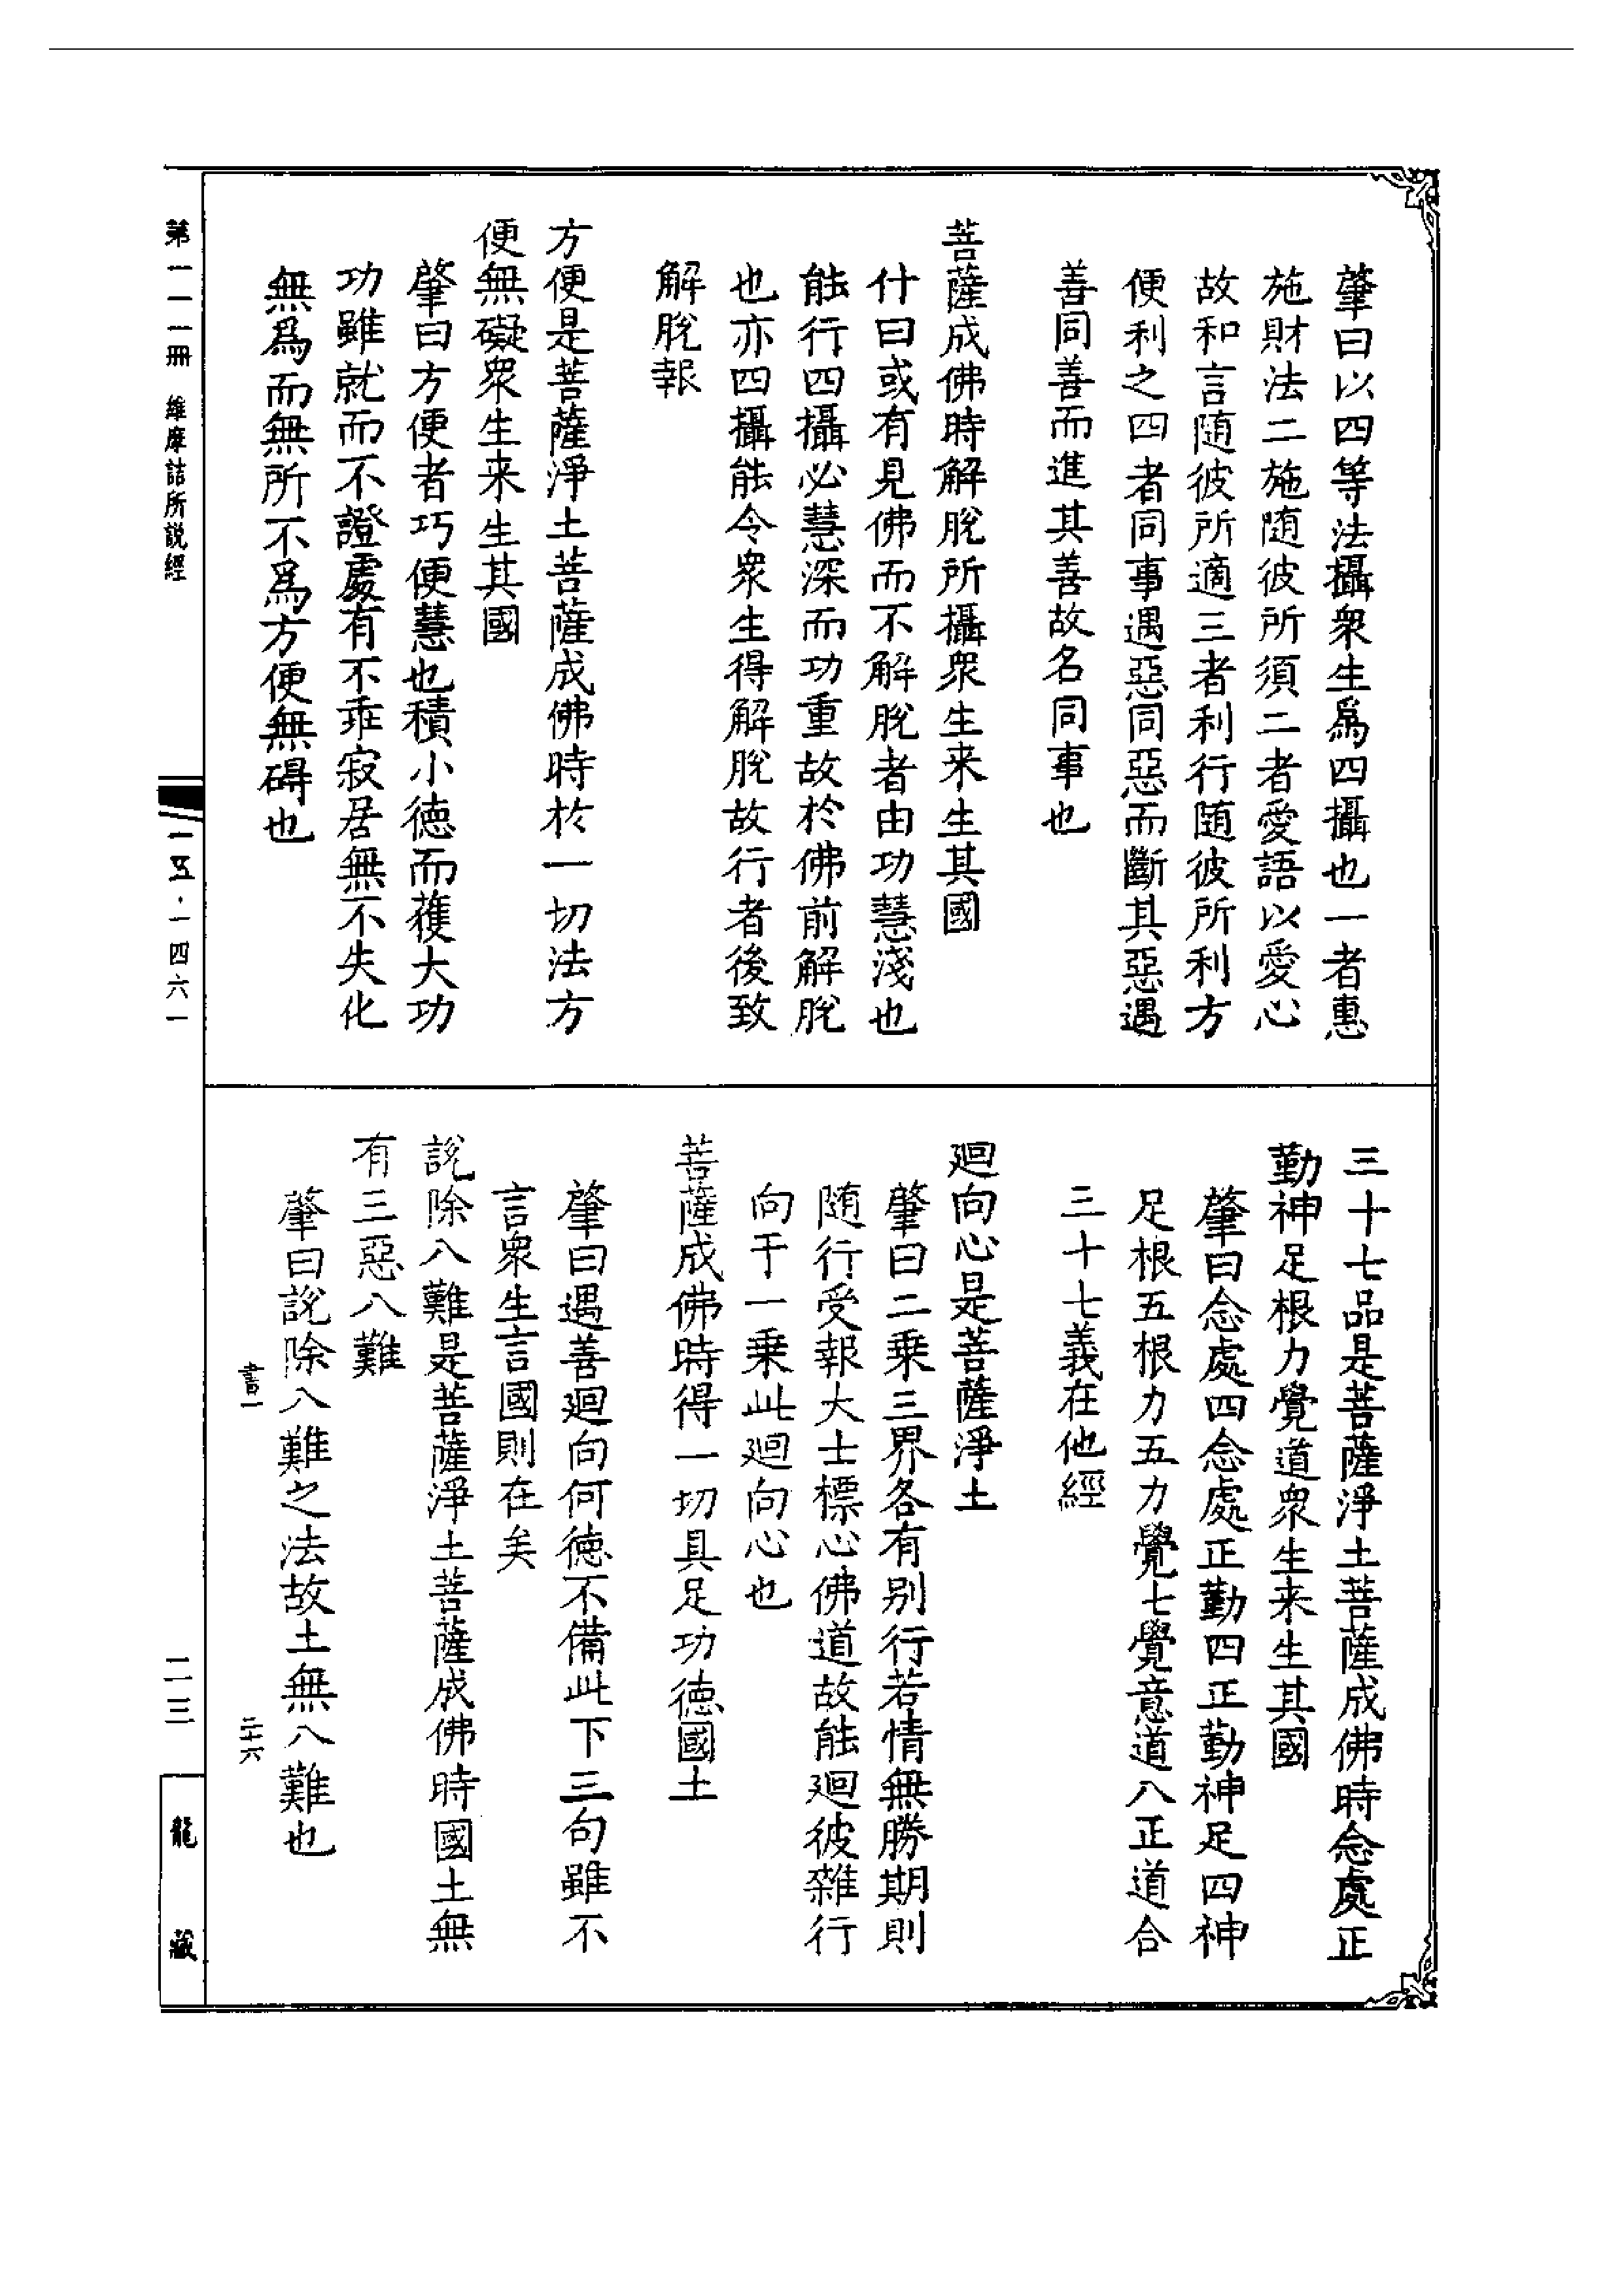 肇曰以四等法攝衆生爲四攝也一者惠
施財法二施随彼所須二者愛語以愛心
故和言随彼所適三者利行随彼所利方
便利之四者同事遇惡同惡而斷其惡遇
善同善而進其善故名同事也
菩薩成佛時解脫所攝衆生来生其國
什曰或有見佛而不解脫者由功慧淺也
能行四攝必慧深而功重故於佛前解脫
也亦四攝能令衆生得解脫故行者後致
解脫報
方便是菩薩淨土菩薩成佛時於一切法方
便無礙衆生来生其國
肇曰方便者巧便慧也積小德而獲大功
功雖就而不證處有不乖寂居無不失化
無爲而無所不爲方便無碍也
三十七品是菩薩淨土菩薩成佛時念處正
勤神足根力覺道衆生来生其國
肇曰念處四念處正勤四正勤神足四神
足根五根力五力覺七覺意道八正道合
三十七義在他經
廻向心是菩薩淨土
肇曰二乘三界各有别行若情無勝期則
随行受報大士標心佛道故能廻彼雜行
向于一乘此廻向心也
菩薩成佛時得一切具足功德國土
肇曰遇善廻向何德不備此下三句雖不
言衆生言國則在矣
說除八難是菩薩淨土菩薩成佛時國土無
有三惡八難
肇曰說除八難之法故土無八難也
書一
二十六
第一一一冊 維摩詰所説經
一五·一四六一
二三
龍藏